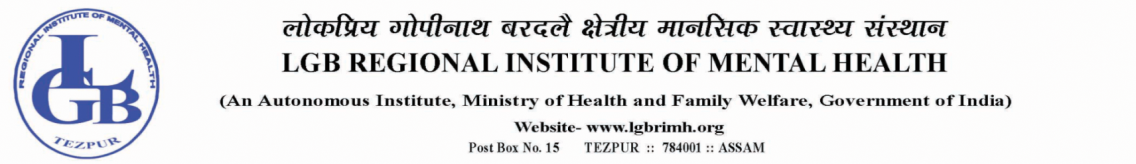 REGIONAL INSTITUTE OF MENTAL HEALTH
LGB
TEZPUR
लोकप्रिय गोपीनाथ बरदलै क्षेत्रीय मानसिक स्वास्थ्य संस्थान
LGB REGIONAL INSTITUTE OF MENTAL HEALTH
(An Autonomous Institute, Ministry of Health and Family Welfare, Government of India)
Website- www.lgbrimh.org
Post Box No. 15 TEZPUR :: 784001 :: ASSAM